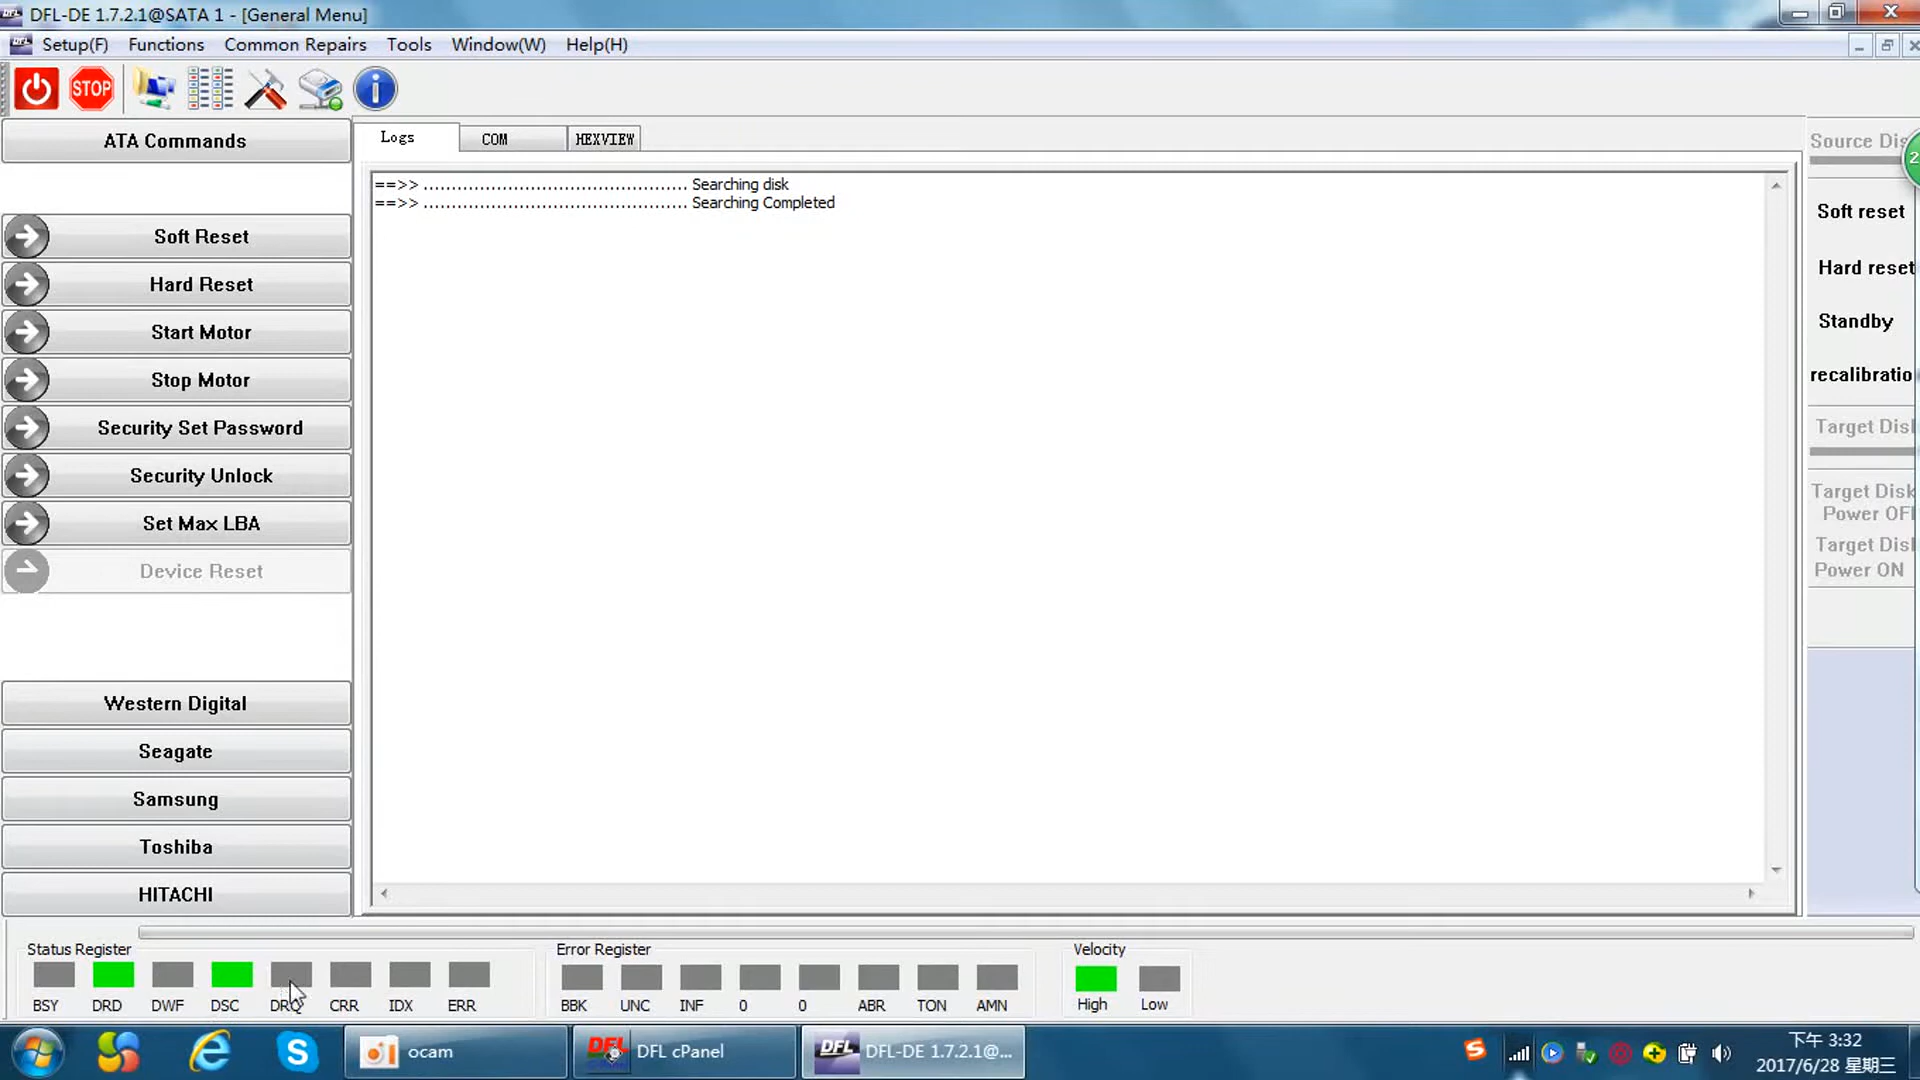 DFL-DE 1.7.2.1@SATA 1 - [General Menu]
Setup(F) Functions Common Repairs Tools Window(W) Help(H)
STOP
ATA Commands
Soft Reset
Hard Reset
Start Motor
Stop Motor
Security Set Password
Security Unlock
Set Max LBA
Device Reset
Western Digital
Seagate
Samsung
Toshiba
HITACHI
Logs COM HEXVIEW
==>> ............................................... Searching disk
==>> ............................................... Searching Completed
Source Dis
2
Soft reset
Hard reset
Standby
recalibratio
Target Dis
Target Disk
Power OF
Target Dis
Power ON
Status Register
BSY DRD DWF DSC DRQ CRR IDX ERR
Error Register
BBK UNC INF 0 0 ABR TON AMN
Velocity
High Low
ocam
DFL cPanel
DFL-DE 1.7.2.1@...
下午 3:32
2017/6/28 星期三